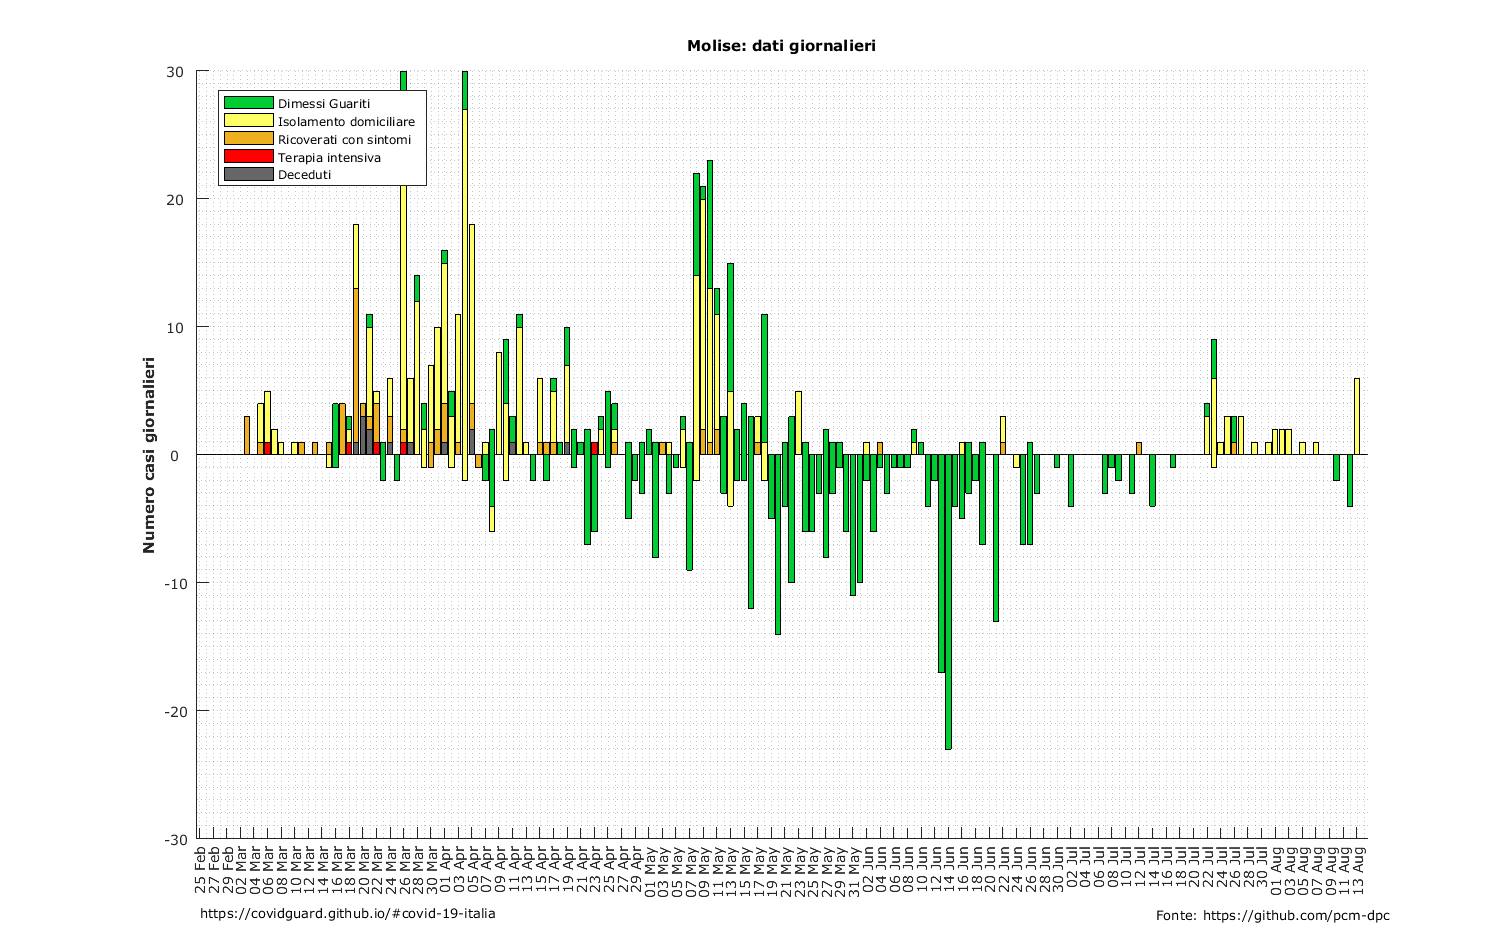 Molise: dati giornalieri
Dimessi Guariti
Isolamento domiciliare
Ricoverati con sintomi
Terapia intensiva
Deceduti
Numero casi giornalieri
30
20
10
0
-10
-20
-30
25 Feb
27 Feb
29 Feb
02 Mar
04 Mar
06 Mar
08 Mar
10 Mar
12 Mar
14 Mar
16 Mar
18 Mar
20 Mar
22 Mar
24 Mar
26 Mar
28 Mar
30 Mar
01 Apr
03 Apr
05 Apr
07 Apr
09 Apr
11 Apr
13 Apr
15 Apr
17 Apr
19 Apr
21 Apr
23 Apr
25 Apr
27 Apr
29 Apr
01 May
03 May
05 May
07 May
09 May
11 May
13 May
15 May
17 May
19 May
21 May
23 May
25 May
27 May
29 May
31 May
02 Jun
04 Jun
06 Jun
08 Jun
10 Jun
12 Jun
14 Jun
16 Jun
18 Jun
20 Jun
22 Jun
24 Jun
26 Jun
28 Jun
30 Jun
02 Jul
04 Jul
06 Jul
08 Jul
10 Jul
12 Jul
14 Jul
16 Jul
18 Jul
20 Jul
22 Jul
24 Jul
26 Jul
28 Jul
30 Jul
01 Aug
03 Aug
05 Aug
07 Aug
09 Aug
11 Aug
13 Aug
https://covidguard.github.io/#covid-19-italia
Fonte: https://github.com/pcm-dpc